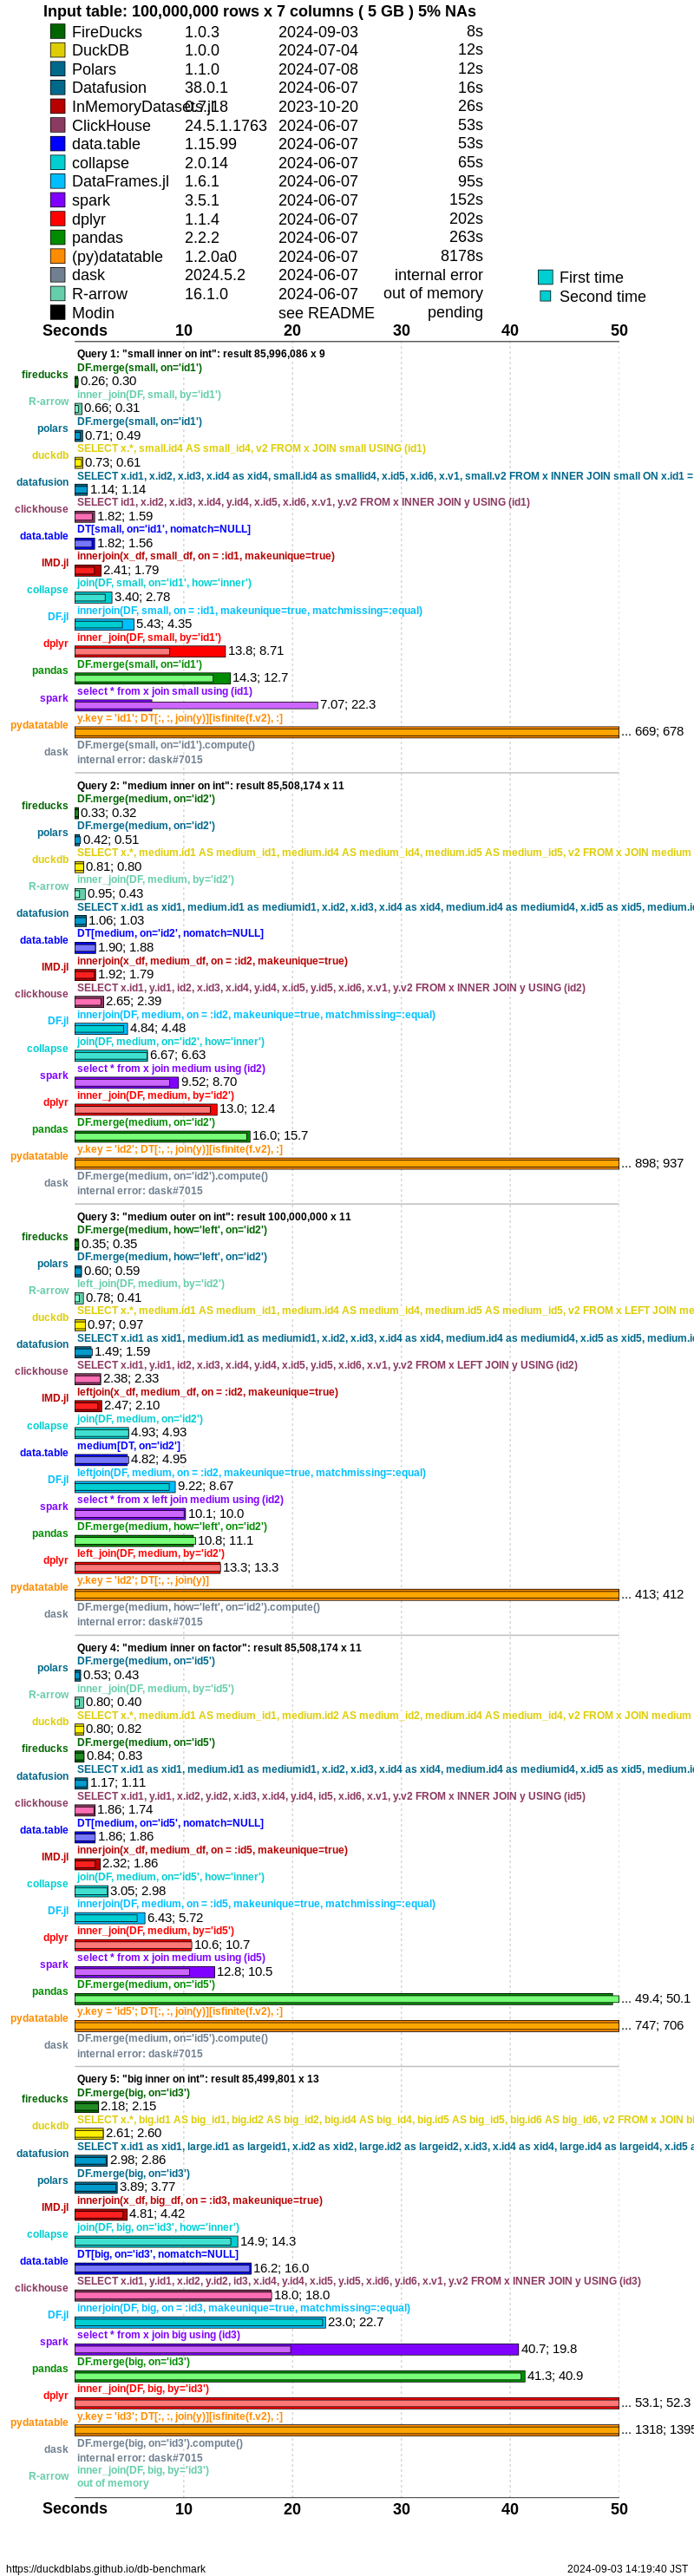 Input table: 100,000,000 rows x 7 columns ( 5 GB ) 5% NAs
FireDucks 1.0.3 2024-09-03 8s
DuckDB 1.0.0 2024-07-04 12s
Polars 1.1.0 2024-07-08 12s
Datafusion 38.0.1 2024-06-07 16s
InMemoryDatasets.jl 0.7.18 2023-10-20 26s
ClickHouse 24.5.1.1763 2024-06-07 53s
data.table 1.15.99 2024-06-07 53s
collapse 2.0.14 2024-06-07 65s
DataFrames.jl 1.6.1 2024-06-07 95s
spark 3.5.1 2024-06-07 152s
dplyr 1.1.4 2024-06-07 202s
pandas 2.2.2 2024-06-07 263s
(py)datatable 1.2.0a0 2024-06-07 8178s
dask 2024.5.2 2024-06-07 internal error
R-arrow 16.1.0 2024-06-07 out of memory
Modin see README pending
First time
Second time
Seconds 10 20 30 40 50
Query 1: "small inner on int": result 85,996,086 x 9
DF.merge(small, on='id1')
fireducks 0.26; 0.30
inner_join(DF, small, by='id1')
R-arrow 0.66; 0.31
DF.merge(small, on='id1')
polars 0.71; 0.49
SELECT x.*, small.id4 AS small_id4, v2 FROM x JOIN small USING (id1)
duckdb 0.73; 0.61
SELECT x.id1, x.id2, x.id3, x.id4 as xid4, small.id4 as smallid4, x.id5, x.id6, x.v1, small.v2 FROM x INNER JOIN small ON x.id1 =
datafusion 1.14; 1.14
SELECT id1, x.id2, x.id3, x.id4, y.id4, x.id5, x.id6, x.v1, y.v2 FROM x INNER JOIN y USING (id1)
clickhouse 1.82; 1.59
DT[small, on='id1', nomatch=NULL]
data.table 1.82; 1.56
innerjoin(x_df, small_df, on = :id1, makeunique=true)
IMD.jl 2.41; 1.79
join(DF, small, on='id1', how='inner')
collapse 3.40; 2.78
innerjoin(DF, small, on = :id1, makeunique=true, matchmissing=:equal)
DF.jl 5.43; 4.35
inner_join(DF, small, by='id1')
dplyr 13.8; 8.71
DF.merge(small, on='id1')
pandas 14.3; 12.7
select * from x join small using (id1)
spark 7.07; 22.3
y.key = 'id1'; DT[:, :, join(y)][isfinite(f.v2), :]
pydatatable ... 669; 678
DF.merge(small, on='id1').compute()
dask
internal error: dask#7015
Query 2: "medium inner on int": result 85,508,174 x 11
DF.merge(medium, on='id2')
fireducks 0.33; 0.32
DF.merge(medium, on='id2')
polars 0.42; 0.51
SELECT x.*, medium.id1 AS medium_id1, medium.id4 AS medium_id4, medium.id5 AS medium_id5, v2 FROM x JOIN medium
duckdb 0.81; 0.80
inner_join(DF, medium, by='id2')
R-arrow 0.95; 0.43
SELECT x.id1 as xid1, medium.id1 as mediumid1, x.id2, x.id3, x.id4 as xid4, medium.id4 as mediumid4, x.id5 as xid5, medium.id
datafusion 1.06; 1.03
DT[medium, on='id2', nomatch=NULL]
data.table 1.90; 1.88
innerjoin(x_df, medium_df, on = :id2, makeunique=true)
IMD.jl 1.92; 1.79
SELECT x.id1, y.id1, id2, x.id3, x.id4, y.id4, x.id5, y.id5, x.id6, x.v1, y.v2 FROM x INNER JOIN y USING (id2)
clickhouse 2.65; 2.39
innerjoin(DF, medium, on = :id2, makeunique=true, matchmissing=:equal)
DF.jl 4.84; 4.48
join(DF, medium, on='id2', how='inner')
collapse 6.67; 6.63
select * from x join medium using (id2)
spark 9.52; 8.70
inner_join(DF, medium, by='id2')
dplyr 13.0; 12.4
DF.merge(medium, on='id2')
pandas 16.0; 15.7
y.key = 'id2'; DT[:, :, join(y)][isfinite(f.v2), :]
pydatatable ... 898; 937
DF.merge(medium, on='id2').compute()
dask
internal error: dask#7015
Query 3: "medium outer on int": result 100,000,000 x 11
DF.merge(medium, how='left', on='id2')
fireducks 0.35; 0.35
DF.merge(medium, how='left', on='id2')
polars 0.60; 0.59
left_join(DF, medium, by='id2')
R-arrow 0.78; 0.41
SELECT x.*, medium.id1 AS medium_id1, medium.id4 AS medium_id4, medium.id5 AS medium_id5, v2 FROM x LEFT JOIN me
duckdb 0.97; 0.97
SELECT x.id1 as xid1, medium.id1 as mediumid1, x.id2, x.id3, x.id4 as xid4, medium.id4 as mediumid4, x.id5 as xid5, medium.id
datafusion 1.49; 1.59
SELECT x.id1, y.id1, id2, x.id3, x.id4, y.id4, x.id5, y.id5, x.id6, x.v1, y.v2 FROM x LEFT JOIN y USING (id2)
clickhouse 2.38; 2.33
leftjoin(x_df, medium_df, on = :id2, makeunique=true)
IMD.jl 2.47; 2.10
join(DF, medium, on='id2')
collapse 4.93; 4.93
medium[DT, on='id2']
data.table 4.82; 4.95
leftjoin(DF, medium, on = :id2, makeunique=true, matchmissing=:equal)
DF.jl 9.22; 8.67
select * from x left join medium using (id2)
spark 10.1; 10.0
DF.merge(medium, how='left', on='id2')
pandas 10.8; 11.1
left_join(DF, medium, by='id2')
dplyr 13.3; 13.3
y.key = 'id2'; DT[:, :, join(y)]
pydatatable ... 413; 412
DF.merge(medium, how='left', on='id2').compute()
dask
internal error: dask#7015
Query 4: "medium inner on factor": result 85,508,174 x 11
DF.merge(medium, on='id5')
polars 0.53; 0.43
inner_join(DF, medium, by='id5')
R-arrow 0.80; 0.40
SELECT x.*, medium.id1 AS medium_id1, medium.id2 AS medium_id2, medium.id4 AS medium_id4, v2 FROM x JOIN medium
duckdb 0.80; 0.82
DF.merge(medium, on='id5')
fireducks 0.84; 0.83
SELECT x.id1 as xid1, medium.id1 as mediumid1, x.id2, x.id3, x.id4 as xid4, medium.id4 as mediumid4, x.id5 as xid5, medium.id
datafusion 1.17; 1.11
SELECT x.id1, y.id1, x.id2, y.id2, x.id3, x.id4, y.id4, id5, x.id6, x.v1, y.v2 FROM x INNER JOIN y USING (id5)
clickhouse 1.86; 1.74
DT[medium, on='id5', nomatch=NULL]
data.table 1.86; 1.86
innerjoin(x_df, medium_df, on = :id5, makeunique=true)
IMD.jl 2.32; 1.86
join(DF, medium, on='id5', how='inner')
collapse 3.05; 2.98
innerjoin(DF, medium, on = :id5, makeunique=true, matchmissing=:equal)
DF.jl 6.43; 5.72
inner_join(DF, medium, by='id5')
dplyr 10.6; 10.7
select * from x join medium using (id5)
spark 12.8; 10.5
DF.merge(medium, on='id5')
pandas ... 49.4; 50.1
y.key = 'id5'; DT[:, :, join(y)][isfinite(f.v2), :]
pydatatable ... 747; 706
DF.merge(medium, on='id5').compute()
dask
internal error: dask#7015
Query 5: "big inner on int": result 85,499,801 x 13
DF.merge(big, on='id3')
fireducks 2.18; 2.15
SELECT x.*, big.id1 AS big_id1, big.id2 AS big_id2, big.id4 AS big_id4, big.id5 AS big_id5, big.id6 AS big_id6, v2 FROM x JOIN bi
duckdb 2.61; 2.60
SELECT x.id1 as xid1, large.id1 as largeid1, x.id2 as xid2, large.id2 as largeid2, x.id3, x.id4 as xid4, large.id4 as largeid4, x.id5 a
datafusion 2.98; 2.86
DF.merge(big, on='id3')
polars 3.89; 3.77
innerjoin(x_df, big_df, on = :id3, makeunique=true)
IMD.jl 4.81; 4.42
join(DF, big, on='id3', how='inner')
collapse 14.9; 14.3
DT[big, on='id3', nomatch=NULL]
data.table 16.2; 16.0
SELECT x.id1, y.id1, x.id2, y.id2, id3, x.id4, y.id4, x.id5, y.id5, x.id6, y.id6, x.v1, y.v2 FROM x INNER JOIN y USING (id3)
clickhouse 18.0; 18.0
innerjoin(DF, big, on = :id3, makeunique=true, matchmissing=:equal)
DF.jl 23.0; 22.7
select * from x join big using (id3)
spark 40.7; 19.8
DF.merge(big, on='id3')
pandas 41.3; 40.9
inner_join(DF, big, by='id3')
dplyr ... 53.1; 52.3
y.key = 'id3'; DT[:, :, join(y)][isfinite(f.v2), :]
pydatatable ... 1318; 1395
DF.merge(big, on='id3').compute()
dask
internal error: dask#7015
inner_join(DF, big, by='id3')
R-arrow
out of memory
Seconds 10 20 30 40 50
https://duckdblabs.github.io/db-benchmark 2024-09-03 14:19:40 JST